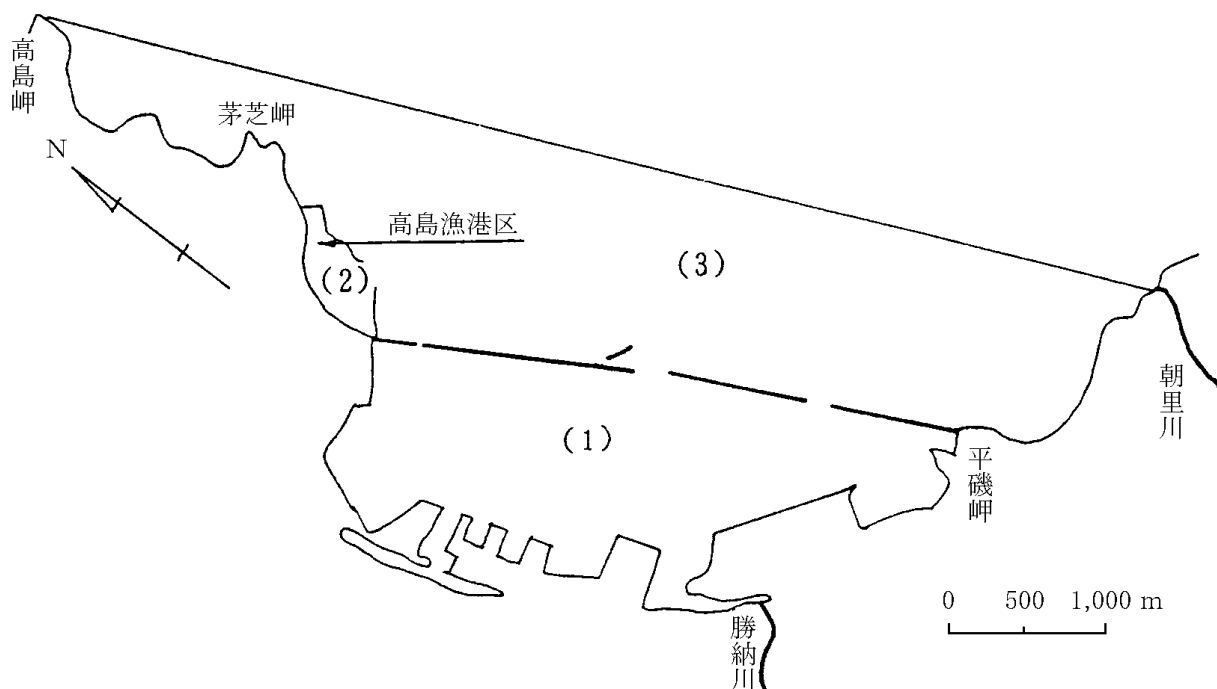 高島岬
茅芝岬
N
高島漁港区
(2)
(3)
(1)
朝里川
平磯岬
勝納川
0 500 1,000 m